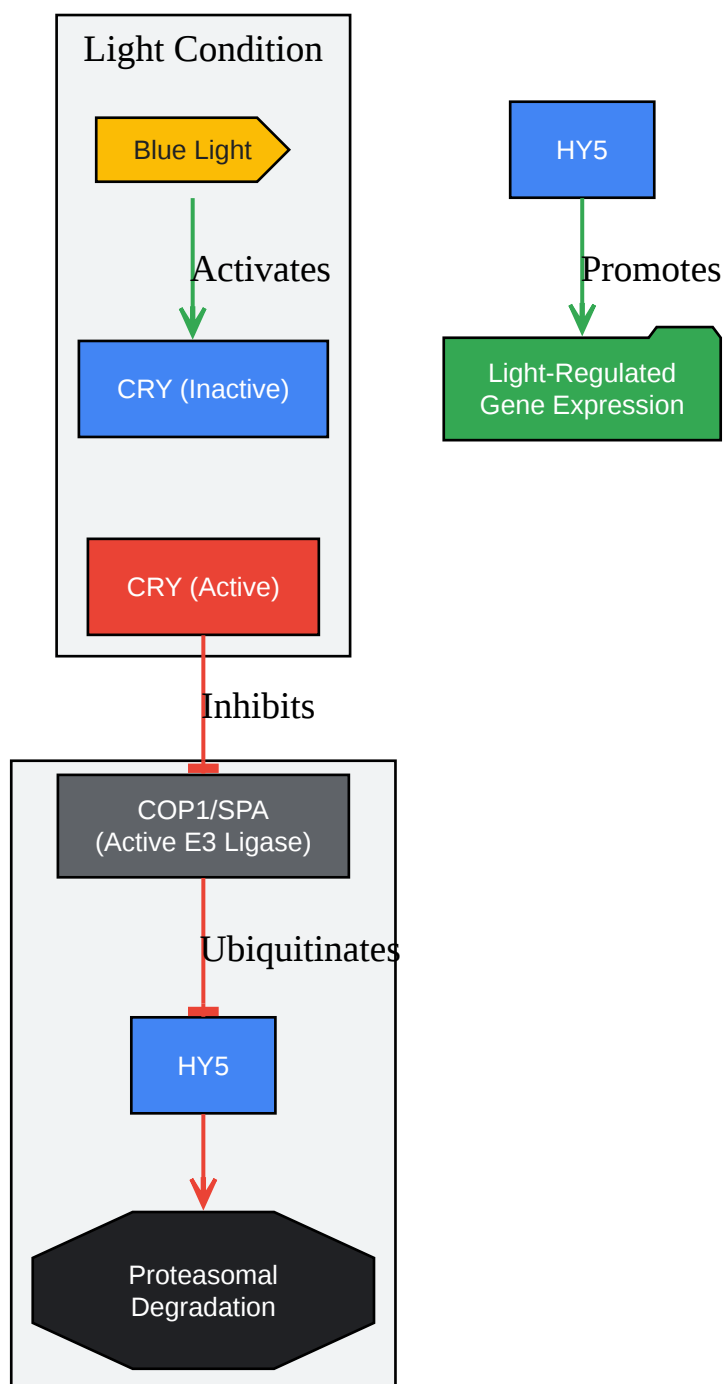 Light Condition
Blue Light
Activates
CRY (Inactive)
CRY (Active)
Inhibits
COP1/SPA
(Active E3 Ligase)
Ubiquitinates
HY5
Proteasomal
Degradation
HY5
Promotes
Light-Regulated
Gene Expression